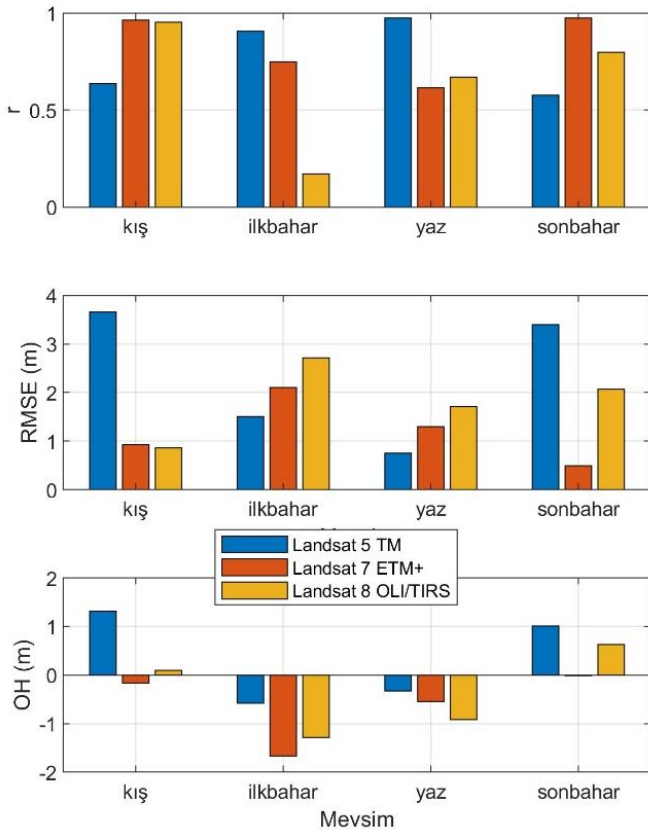 1
0.5
0
r
kış ilkbahar yaz sonbahar
4
3
2
1
0
RMSE (m)
kış ilkbahar yaz sonbahar
Landsat 5 TM
Landsat 7 ETM+
Landsat 8 OLI/TIRS
2
1
0
-1
-2
OH (m)
kış ilkbahar yaz sonbahar
Mevsim